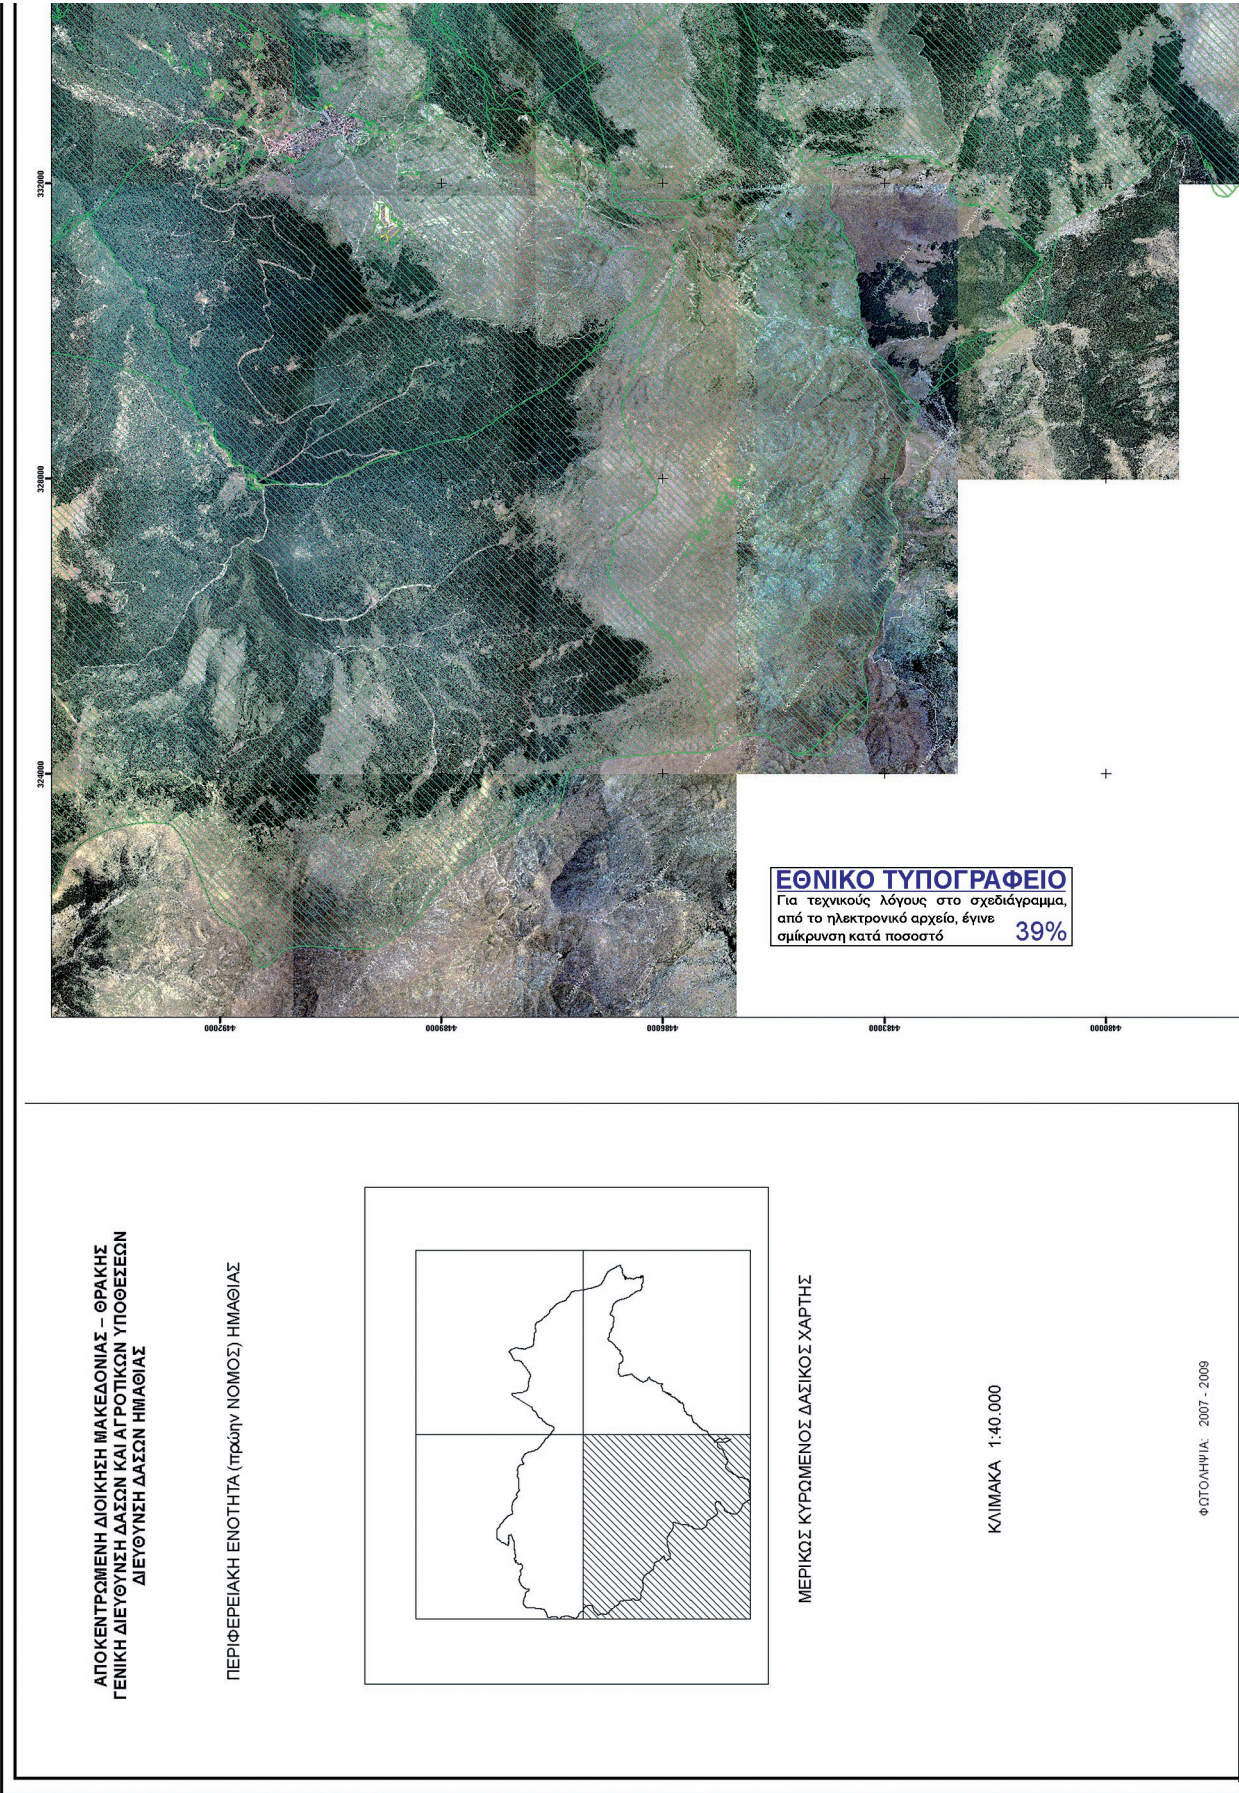 332000
328000
324000
4492000
4489000
4486000
4483000
4480000
ΕΘΝΙΚΟ ΤΥΠΟΓΡΑΦΕΙΟ
Για τεχνικούς λόγους στο σχεδιάγραμμα,
από το ηλεκτρονικό αρχείο, έγινε
σμίκρυνση κατά ποσοστό 39%
ΑΠΟΚΕΝΤΡΩΜΕΝΗ ΔΙΟΙΚΗΣΗ ΜΑΚΕΔΟΝΙΑΣ – ΘΡΑΚΗΣ
ΓΕΝΙΚΗ ΔΙΕΥΘΥΝΣΗ ΔΑΣΩΝ ΚΑΙ ΑΓΡΟΤΙΚΩΝ ΥΠΟΘΕΣΕΩΝ
ΔΙΕΥΘΥΝΣΗ ΔΑΣΩΝ ΗΜΑΘΙΑΣ
ΠΕΡΙΦΕΡΕΙΑΚΗ ΕΝΟΤΗΤΑ (πρώην ΝΟΜΟΣ) ΗΜΑΘΙΑΣ
ΜΕΡΙΚΩΣ ΚΥΡΩΜΕΝΟΣ ΔΑΣΙΚΟΣ ΧΑΡΤΗΣ
ΚΛΙΜΑΚΑ 1:40.000
ΦΩΤΟΛΗΨΙΑ: 2007 - 2009